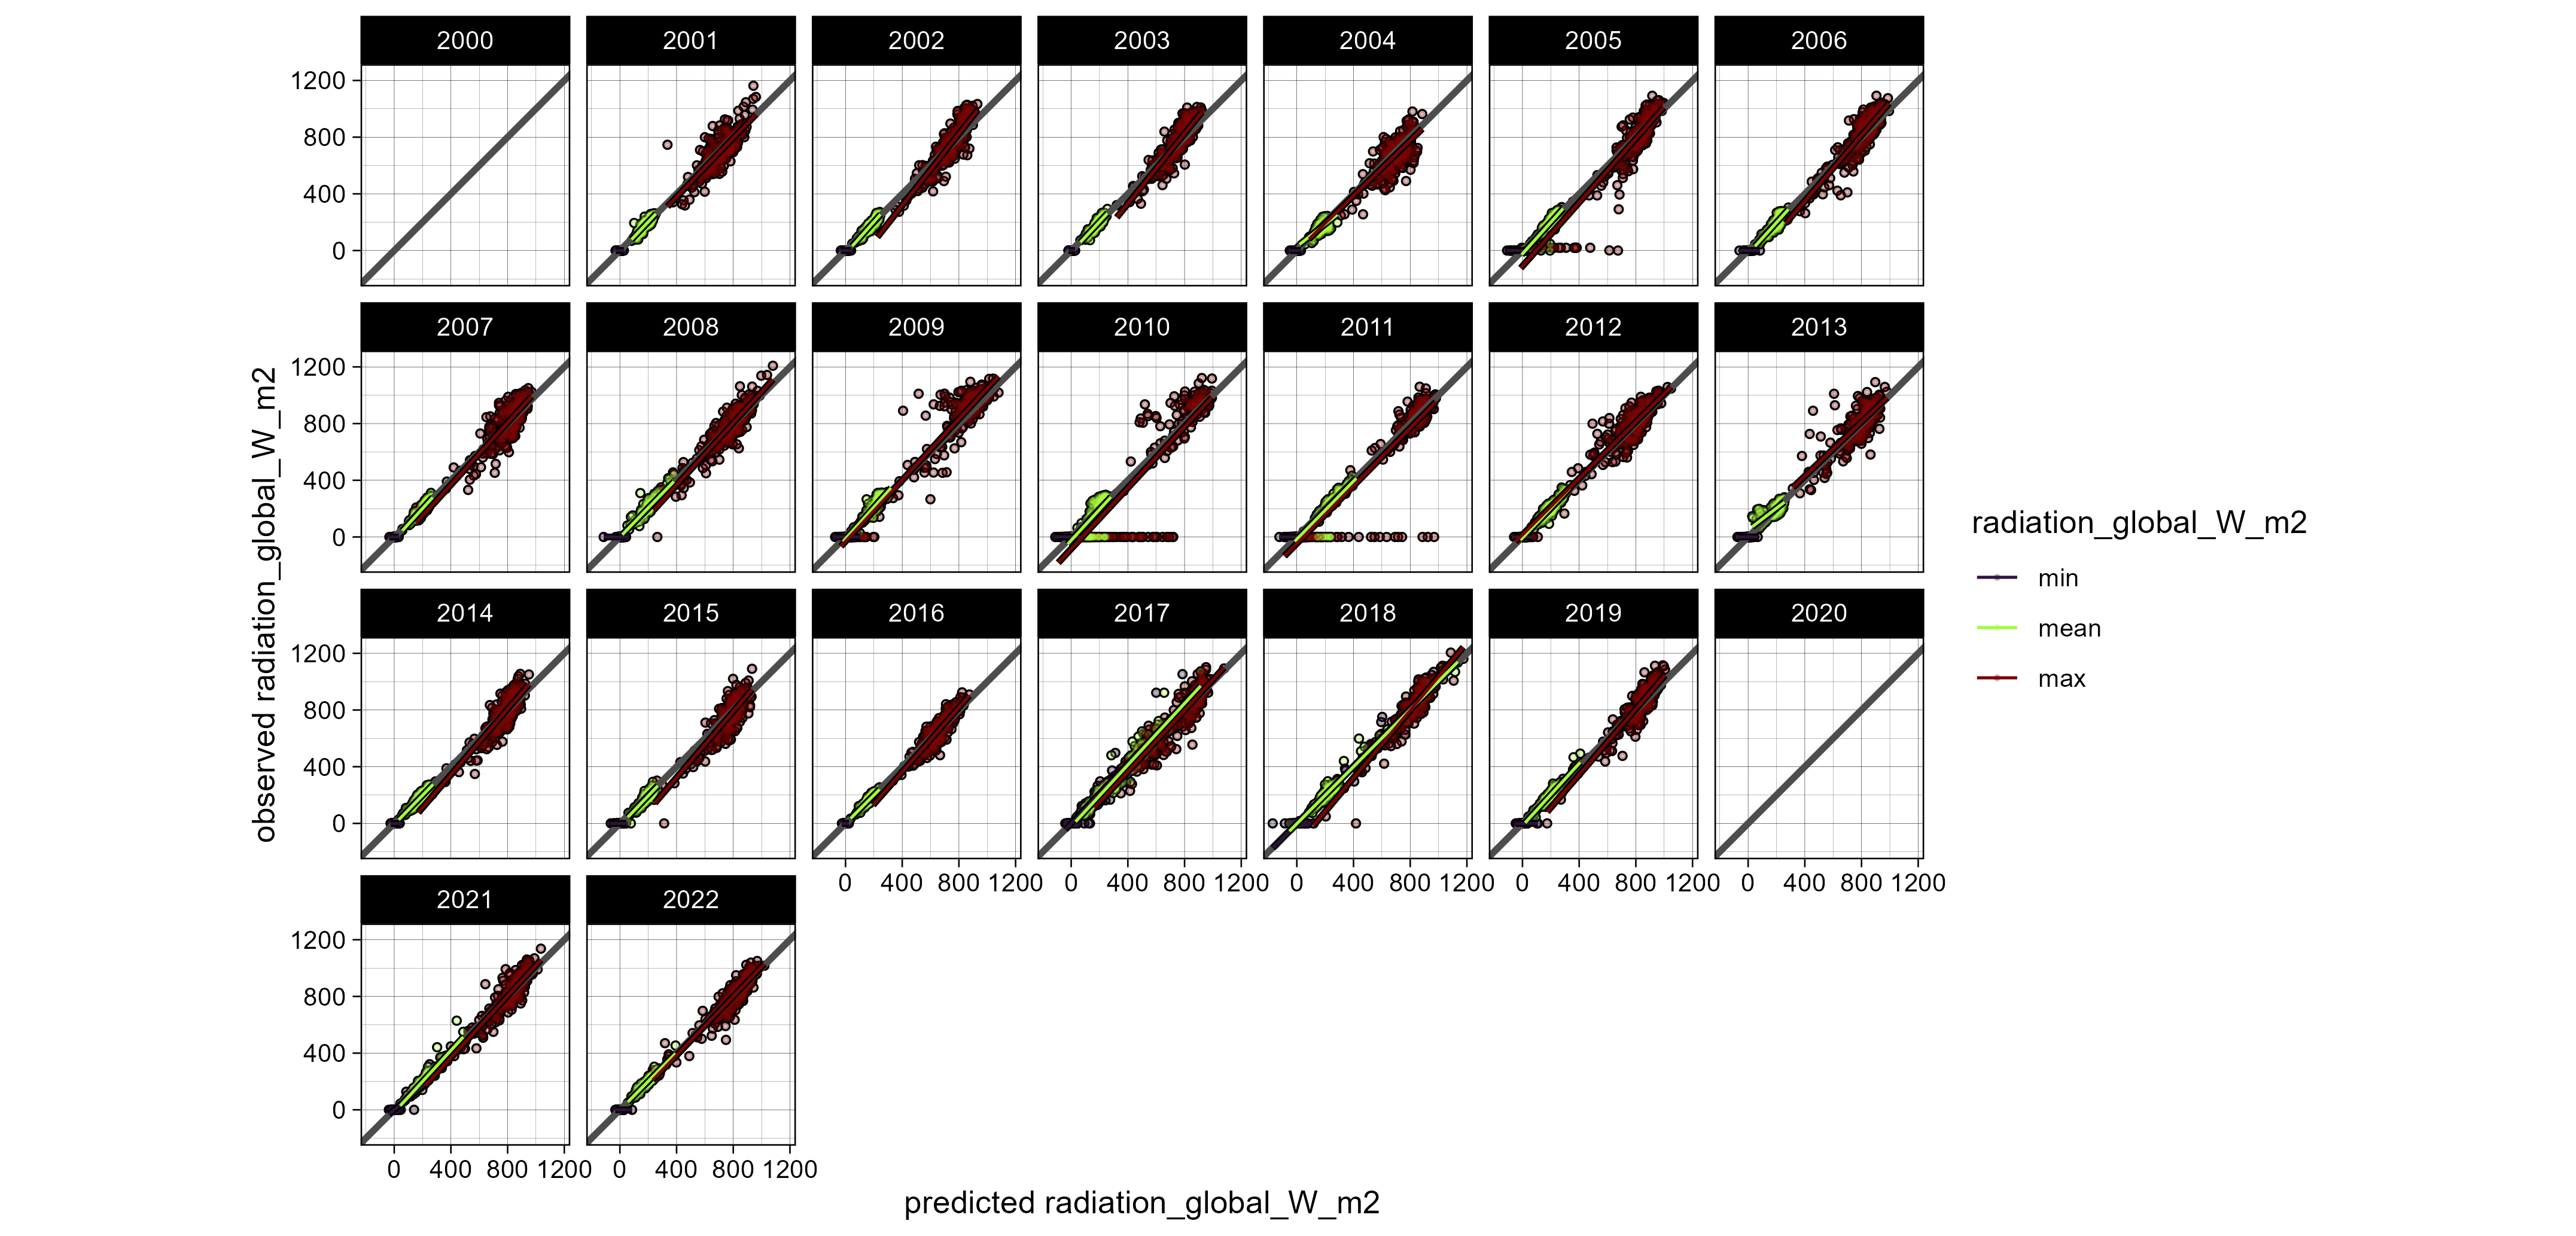 2000 2001 2002 2003 2004 2005 2006
1200
800
400
0
2007 2008 2009 2010 2011 2012 2013
1200
800
400
0
2014 2015 2016 2017 2018 2019 2020
1200
800
400
0
0 400 800 1200 0 400 800 1200 0 400 800 1200 0 400 800 1200 0 400 800 1200
2021 2022
1200
800
400
0
0 400 800 1200 0 400 800 1200
predicted radiation_global_W_m2
observed radiation_global_W_m2
radiation_global_W_m2
min
mean
max